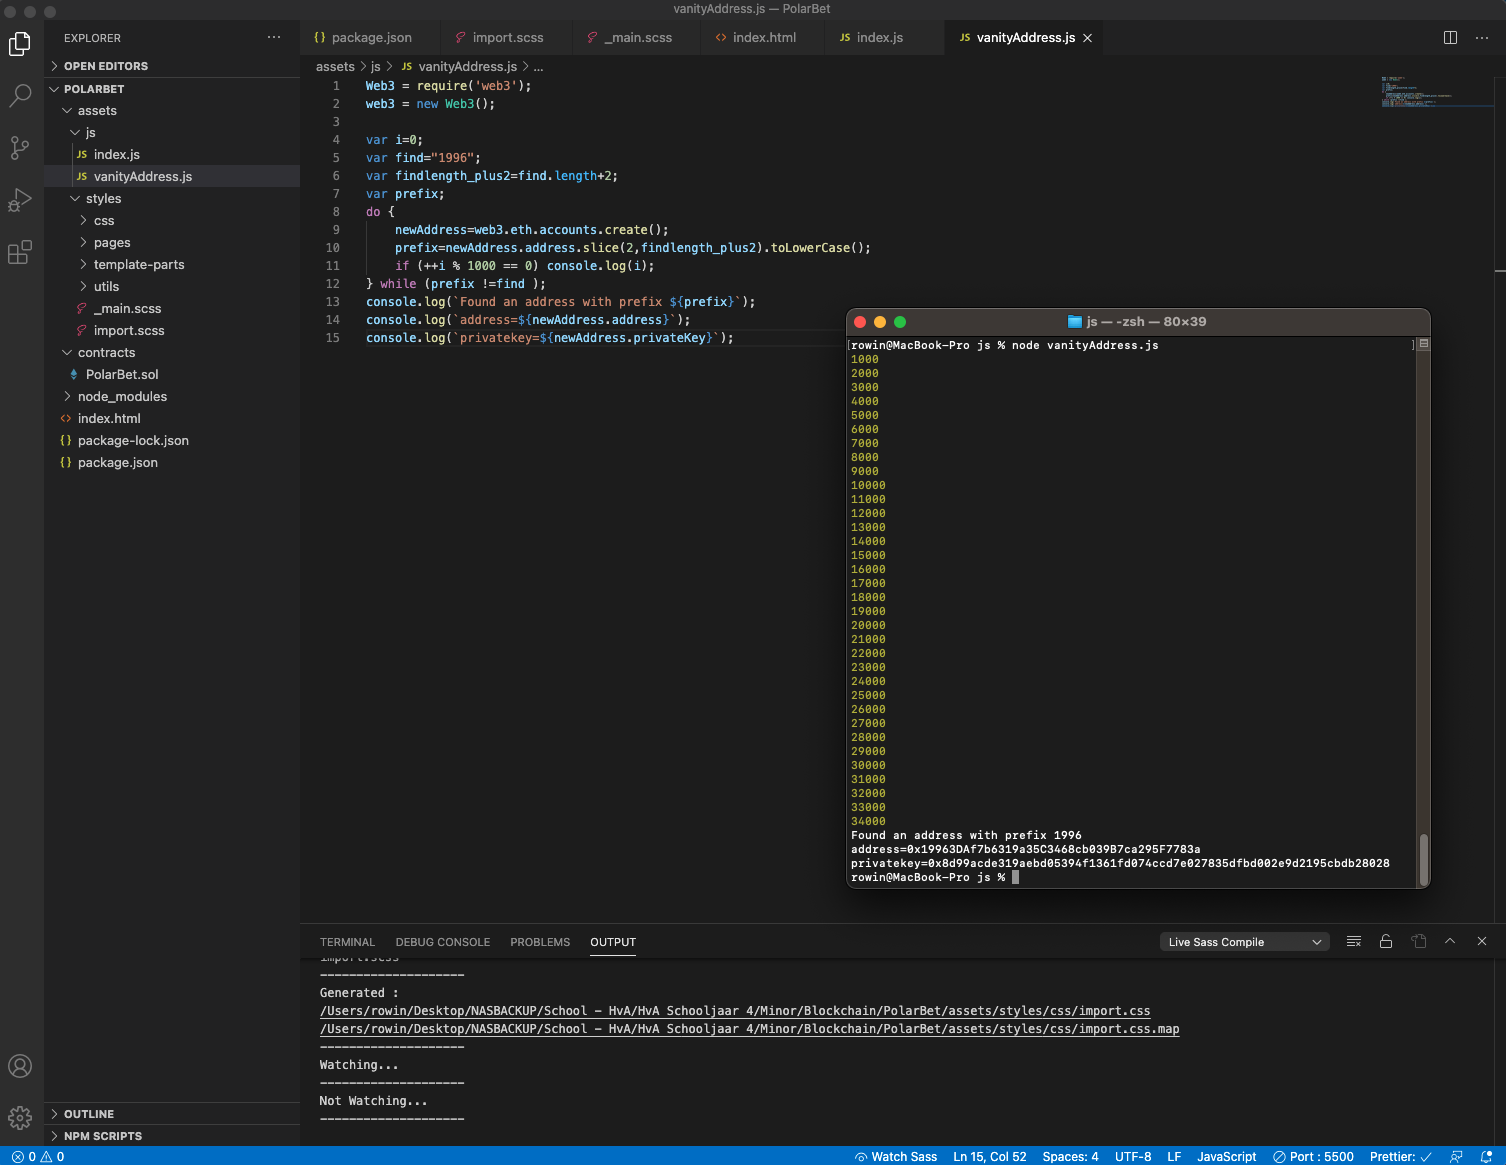 vanityAddress.js — PolarBet
EXPLORER
OPEN EDITORS
POLARBET
assets
js
JS index.js
JS vanityAddress.js
styles
css
pages
template-parts
utils
_main.scss
import.scss
contracts
PolarBet.sol
node_modules
<> index.html
{} package-lock.json
{} package.json
OUTLINE
NPM SCRIPTS
{} package.json
import.scss
_main.scss
<> index.html
JS index.js
JS vanityAddress.js
assets > js > JS vanityAddress.js > ...
1 Web3 = require('web3');
2 web3 = new Web3();
3
4 var i=0;
5 var find="1996";
6 var findlength_plus2=find.length+2;
7 var prefix;
8 do {
9 newAddress=web3.eth.accounts.create();
10 prefix=newAddress.address.slice(2,findlength_plus2).toLowerCase();
11 if (++i % 1000 == 0) console.log(i);
12 } while (prefix !=find );
13 console.log(`Found an address with prefix ${prefix}`);
14 console.log(`address=${newAddress.address}`);
15 console.log(`privatekey=${newAddress.privateKey}`);
js — -zsh — 80×39
[rowin@MacBook-Pro js % node vanityAddress.js ]
1000
2000
3000
4000
5000
6000
7000
8000
9000
10000
11000
12000
13000
14000
15000
16000
17000
18000
19000
20000
21000
22000
23000
24000
25000
26000
27000
28000
29000
30000
31000
32000
33000
34000
Found an address with prefix 1996
address=0x19963DAf7b6319a35C3468cb039B7ca295F7783a
privatekey=0x8d99acde319aebd05394f1361fd074ccd7e027835dfbd002e9d2195cbdb28028
rowin@MacBook-Pro js %
TERMINAL DEBUG CONSOLE PROBLEMS OUTPUT
Live Sass Compile
import.scss
--------------------
Generated :
/Users/rowin/Desktop/NASBACKUP/School - HvA/HvA Schooljaar 4/Minor/Blockchain/PolarBet/assets/styles/css/import.css
/Users/rowin/Desktop/NASBACKUP/School - HvA/HvA Schooljaar 4/Minor/Blockchain/PolarBet/assets/styles/css/import.css.map
--------------------
Watching...
--------------------
Not Watching...
--------------------
0 0
Watch Sass Ln 15, Col 52 Spaces: 4 UTF-8 LF JavaScript Port : 5500 Prettier: ✓